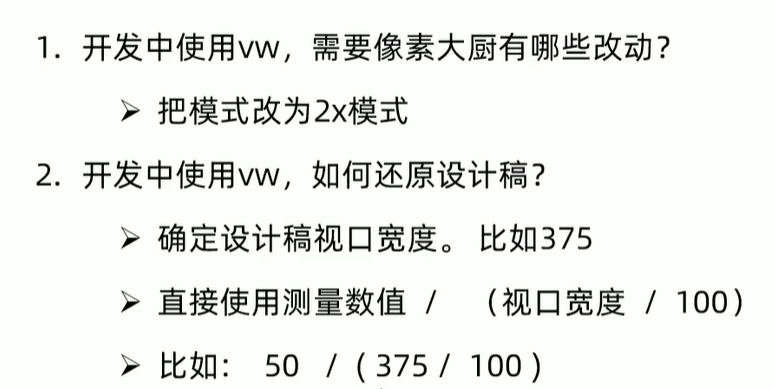 1. 开发中使用vw，需要像素大厨有哪些改动？
➢ 把模式改为2x模式
2. 开发中使用vw，如何还原设计稿？
➢ 确定设计稿视口宽度。 比如375
➢ 直接使用测量数值 / （视口宽度 / 100）
➢ 比如： 50 / ( 375 / 100 )